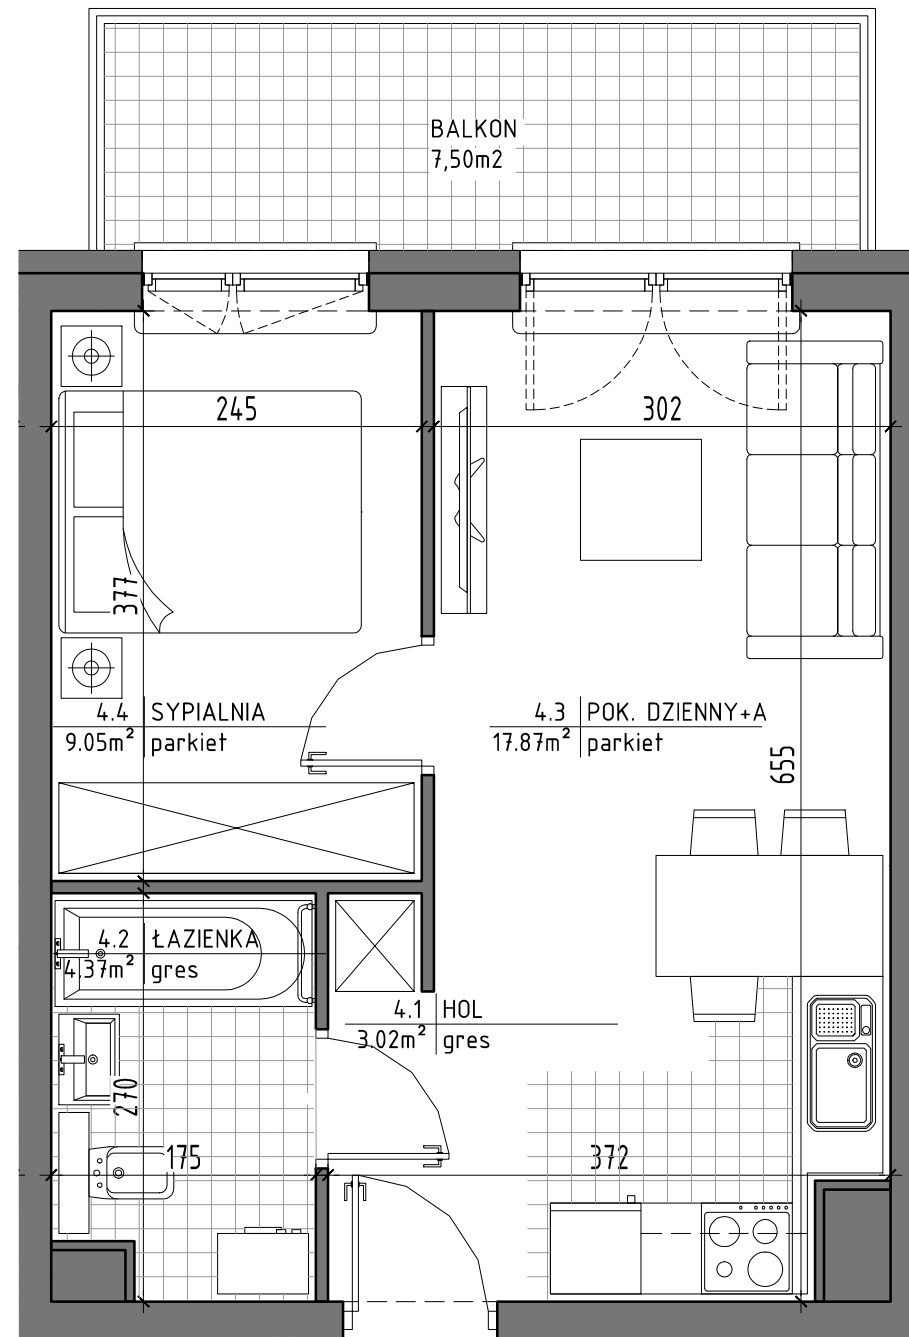 BALKON
7,50m2
245
302
377
4.4 SYPIALNIA
9.05m² parkiet
4.3 POK. DZIENNY+A
17.87m² parkiet
655
4.2 ŁAZIENKA
4.37m² gres
4.1 HOL
3.02m² gres
270
175
372